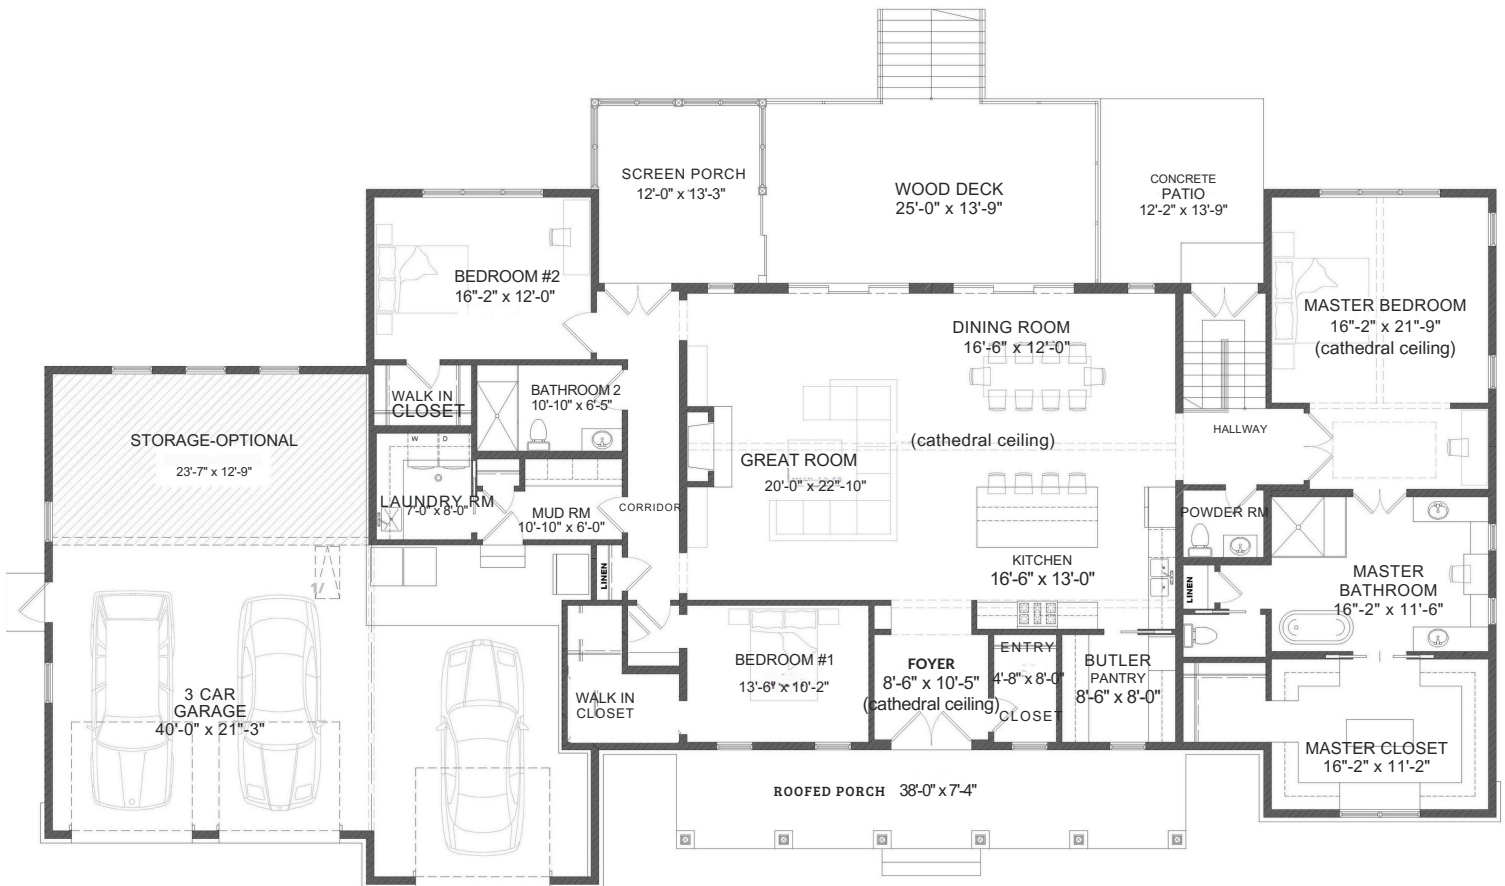 SCREEN PORCH
12'-0" x 13'-3"
WOOD DECK
25'-0" x 13'-9"
CONCRETE
PATIO
12'-2" x 13'-9"
BEDROOM #2
16"-2" x 12'-0"
MASTER BEDROOM
16"-2" x 21"-9"
(cathedral ceiling)
DINING ROOM
16'-6" x 12'-0"
WALK IN
CLOSET
BATHROOM 2
10'-10" x 6'-5"
STORAGE-OPTIONAL
23'-7" x 12'-9"
W D
HALLWAY
(cathedral ceiling)
GREAT ROOM
20'-0" x 22"-10"
LAUNDRY RM
7'-0" x 8'-0"
MUD RM
10'-10" x 6'-0"
CORRIDOR
POWDER RM
KITCHEN
16"-6" x 13'-0"
LINEN
LINEN
MASTER
BATHROOM
16"-2" x 11'-6"
3 CAR
GARAGE
40'-0" x 21"-3"
WALK IN
CLOSET
BEDROOM #1
13'-6" x 10'-2"
FOYER
8'-6" x 10'-5"
(cathedral ceiling)
ENTRY
4'-8" x 8'-0"
CLOSET
BUTLER
PANTRY
8'-6" x 8'-0"
MASTER CLOSET
16"-2" x 11'-2"
ROOFED PORCH 38'-0" x 7'-4"